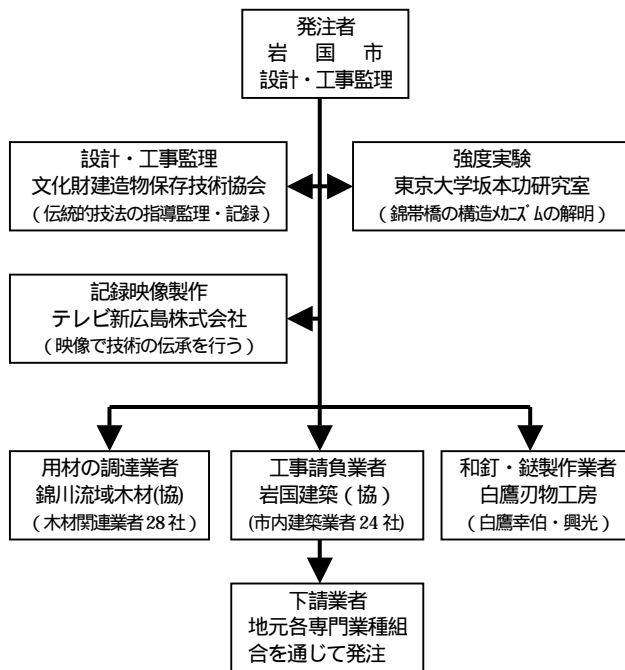 発注者
岩　国　市
設計・工事監理
設計・工事監理
文化財建造物保存技術協会
(伝統的技法の指導監理・記録)
強度実験
東京大学坂本功研究室
(錦帯橋の構造ﾒｶﾆｽﾞﾑの解明)
記録映像製作
テレビ新広島株式会社
(映像で技術の伝承を行う)
用材の調達業者
錦川流域木材(協)
(木材関連業者28社)
工事請負業者
岩国建築(協)
(市内建築業者24社)
和釘・鎹製作業者
白鷹刃物工房
(白鷹幸伯・興光)
下請業者
地元各専門業種組
合を通じて発注